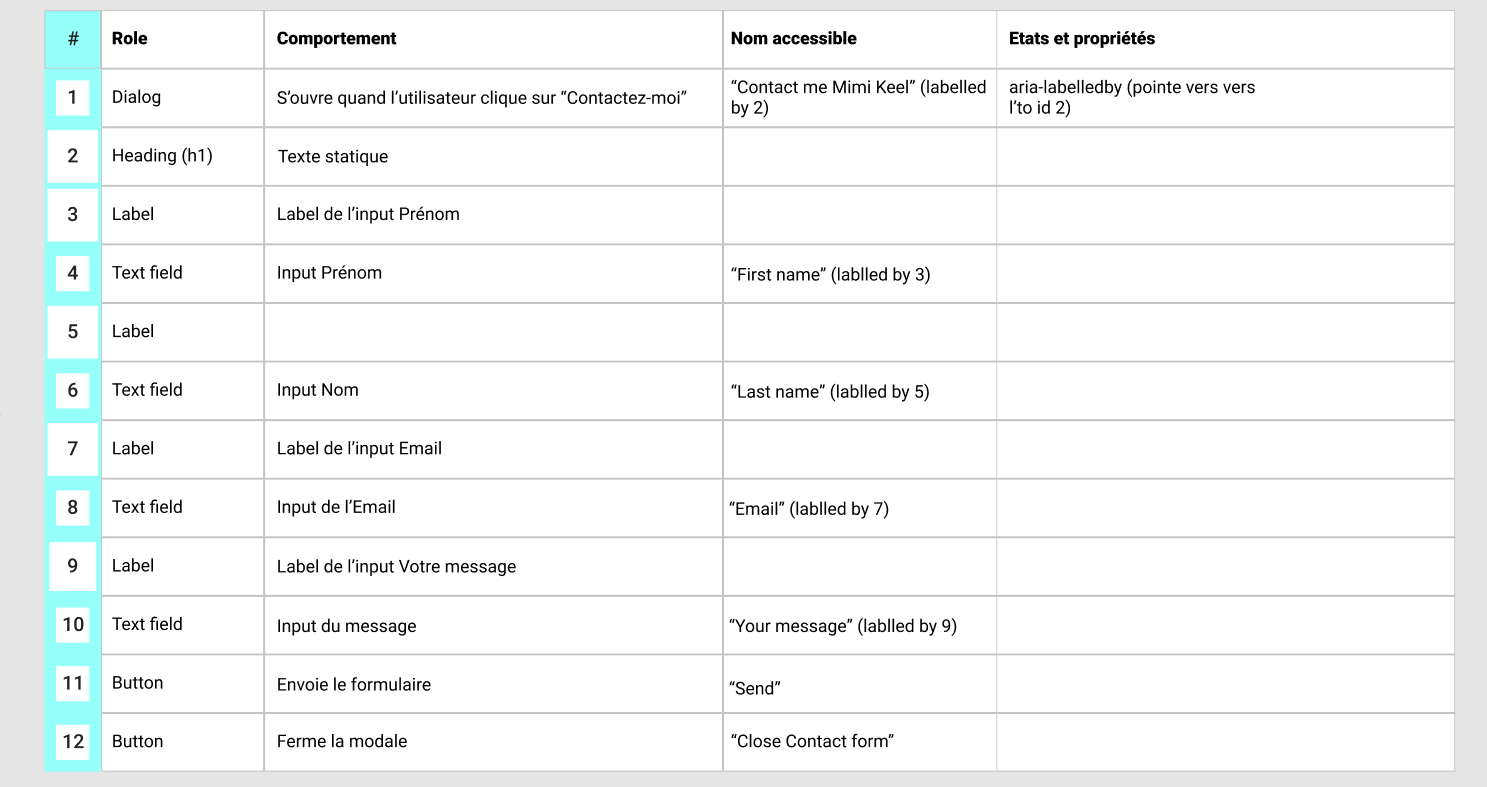 # Role Comportement Nom accessible Etats et propriétés
1 Dialog S’ouvre quand l’utilisateur clique sur “Contactez-moi” “Contact me Mimi Keel” (labelled by 2) aria-labelledby (pointe vers vers l’to id 2)
2 Heading (h1) Texte statique
3 Label Label de l’input Prénom
4 Text field Input Prénom “First name” (lablled by 3)
5 Label
6 Text field Input Nom “Last name” (lablled by 5)
7 Label Label de l’input Email
8 Text field Input de l’Email “Email” (lablled by 7)
9 Label Label de l’input Votre message
10 Text field Input du message “Your message” (lablled by 9)
11 Button Envoie le formulaire “Send”
12 Button Ferme la modale “Close Contact form”